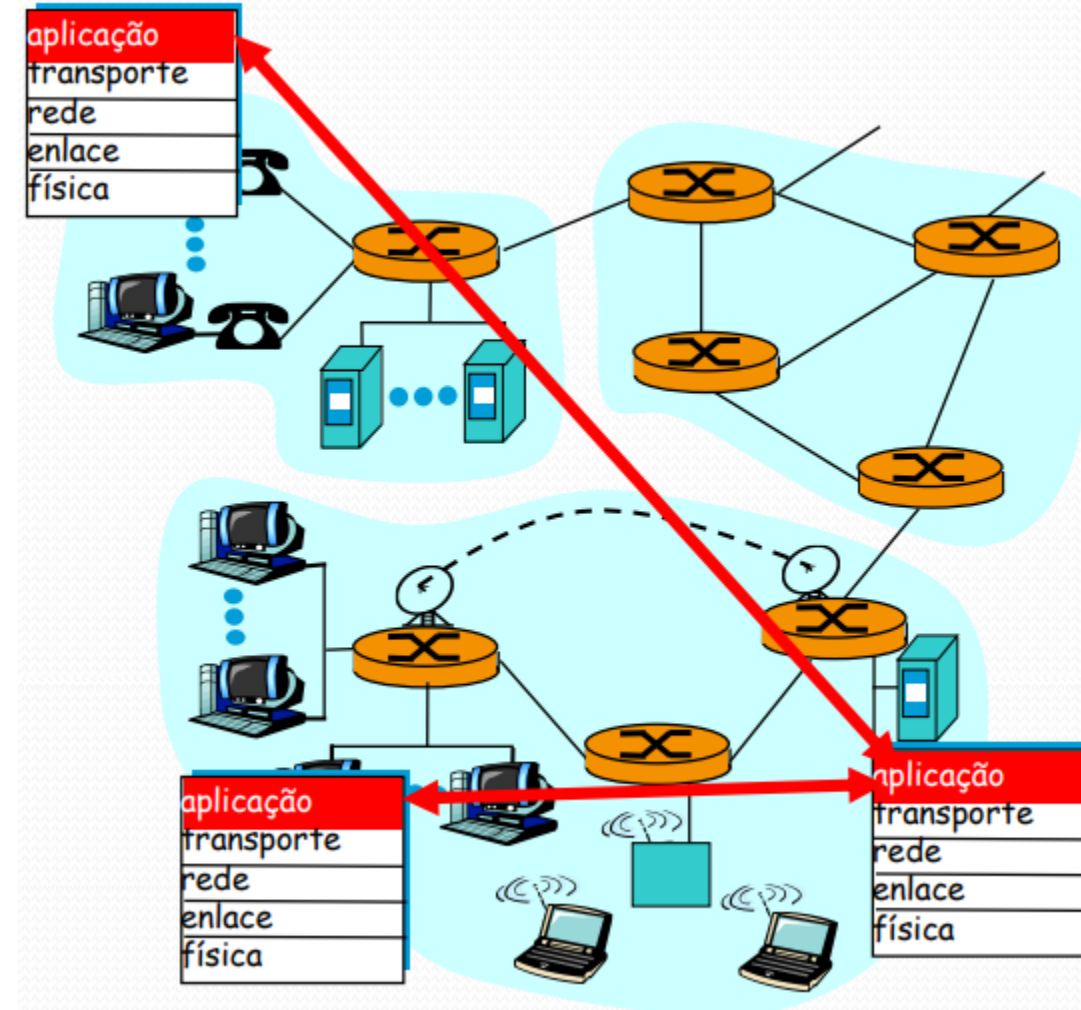 aplicação
transporte
rede
enlace
física
aplicação
transporte
rede
enlace
física
aplicação
transporte
rede
enlace
física